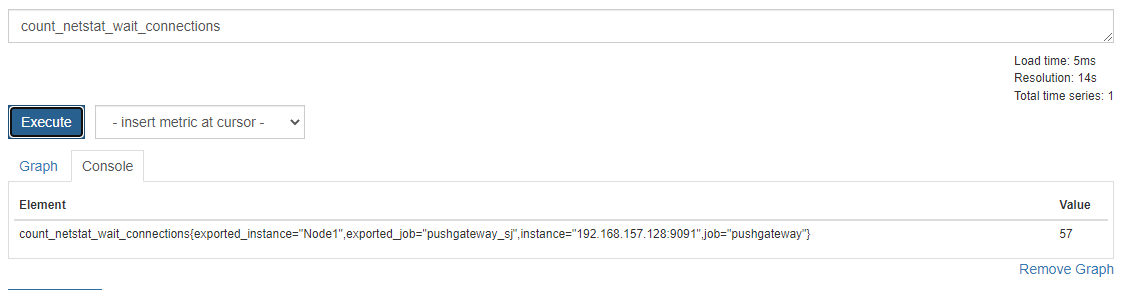 count_netstat_wait_connections
Load time: 5ms
Resolution: 14s
Total time series: 1
Execute
- insert metric at cursor -
Graph
Console
Element Value
count_netstat_wait_connections{exported_instance="Node1",exported_job="pushgateway_sj",instance="192.168.157.128:9091",job="pushgateway"} 57
Remove Graph